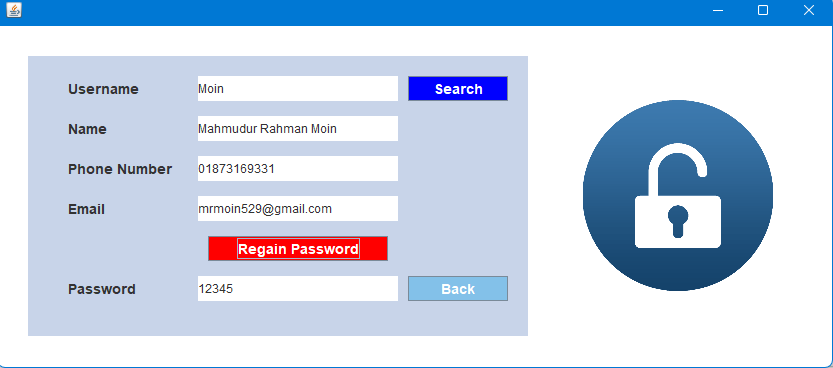 Username Moin Search
Name Mahmudur Rahman Moin
Phone Number 01873169331
Email mrmoin529@gmail.com
Regain Password
Password 12345 Back